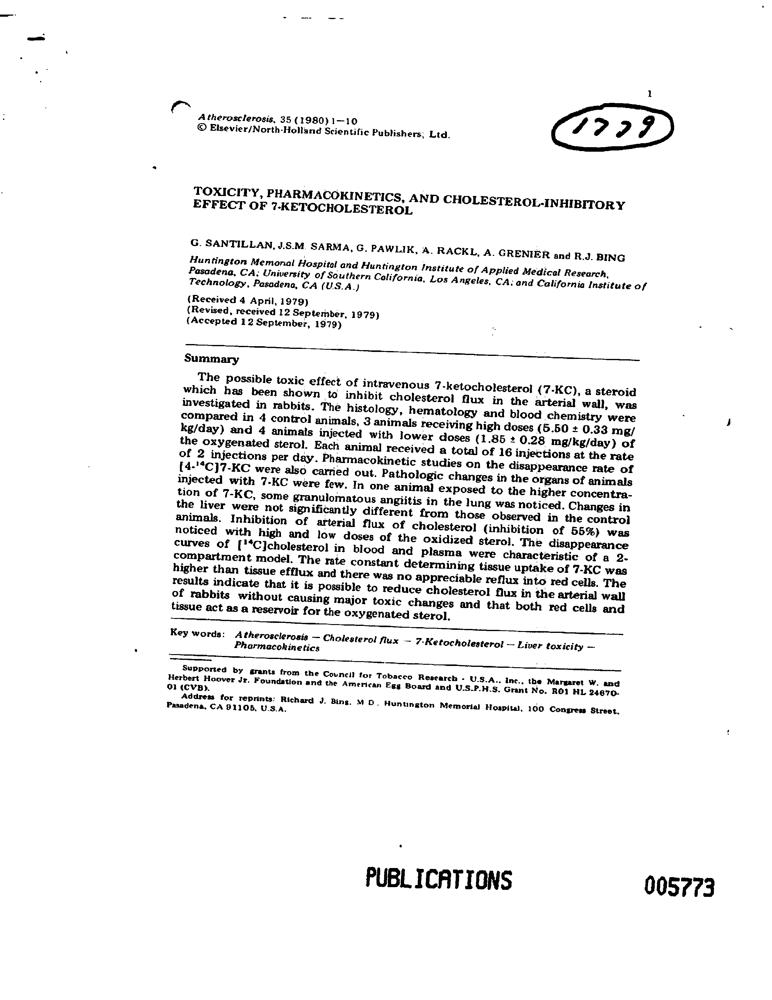 1
Atherosclerosis, 35 (1980) 1—10
© Elsevier/North-Holland Scientific Publishers, Ltd.
1779
TOXICITY, PHARMACOKINETICS, AND CHOLESTEROL-INHIBITORY
EFFECT OF 7-KETOCHOLESTEROL
G. SANTILLAN, J.S.M. SARMA, G. PAWLIK, A. RACKL, A. GRENIER and R.J. BING
Huntington Memorial Hospital and Huntington Institute of Applied Medical Research,
Pasadena, CA; University of Southern California, Los Angeles, CA; and California Institute of
Technology, Pasadena, CA (U.S.A.)
(Received 4 April, 1979)
(Revised, received 12 September, 1979)
(Accepted 12 September, 1979)
Summary
The possible toxic effect of intravenous 7-ketocholesterol (7-KC), a steroid
which has been shown to inhibit cholesterol flux in the arterial wall, was
investigated in rabbits. The histology, hematology and blood chemistry were
compared in 4 control animals, 3 animals receiving high doses (5.50 ± 0.33 mg/
kg/day) and 4 animals injected with lower doses (1.85 ± 0.28 mg/kg/day) of
the oxygenated sterol. Each animal received a total of 16 injections at the rate
of 2 injections per day. Pharmacokinetic studies on the disappearance rate of
[4-¹⁴C]7-KC were also carried out. Pathologic changes in the organs of animals
injected with 7-KC were few. In one animal exposed to the higher concentra-
tion of 7-KC, some granulomatous angiitis in the lung was noticed. Changes in
the liver were not significantly different from those observed in the control
animals. Inhibition of arterial flux of cholesterol (inhibition of 55%) was
noticed with high and low doses of the oxidized sterol. The disappearance
curves of [¹⁴C]cholesterol in blood and plasma were characteristic of a 2-
compartment model. The rate constant determining tissue uptake of 7-KC was
higher than tissue efflux and there was no appreciable reflux into red cells. The
results indicate that it is possible to reduce cholesterol flux in the arterial wall
of rabbits without causing major toxic changes and that both red cells and
tissue act as a reservoir for the oxygenated sterol.
Key words: Atherosclerosis — Cholesterol flux — 7-Ketocholesterol — Liver toxicity —
Pharmacokinetics
Supported by grants from the Council for Tobacco Research - U.S.A., Inc., the Margaret W. and
Herbert Hoover Jr. Foundation and the American Egg Board and U.S.P.H.S. Grant No. R01 HL 24670-
01 (CVB).
Address for reprints: Richard J. Bing, M D, Huntington Memorial Hospital, 100 Congress Street,
Pasadena, CA 91105, U.S.A.
PUBLICATIONS
005773